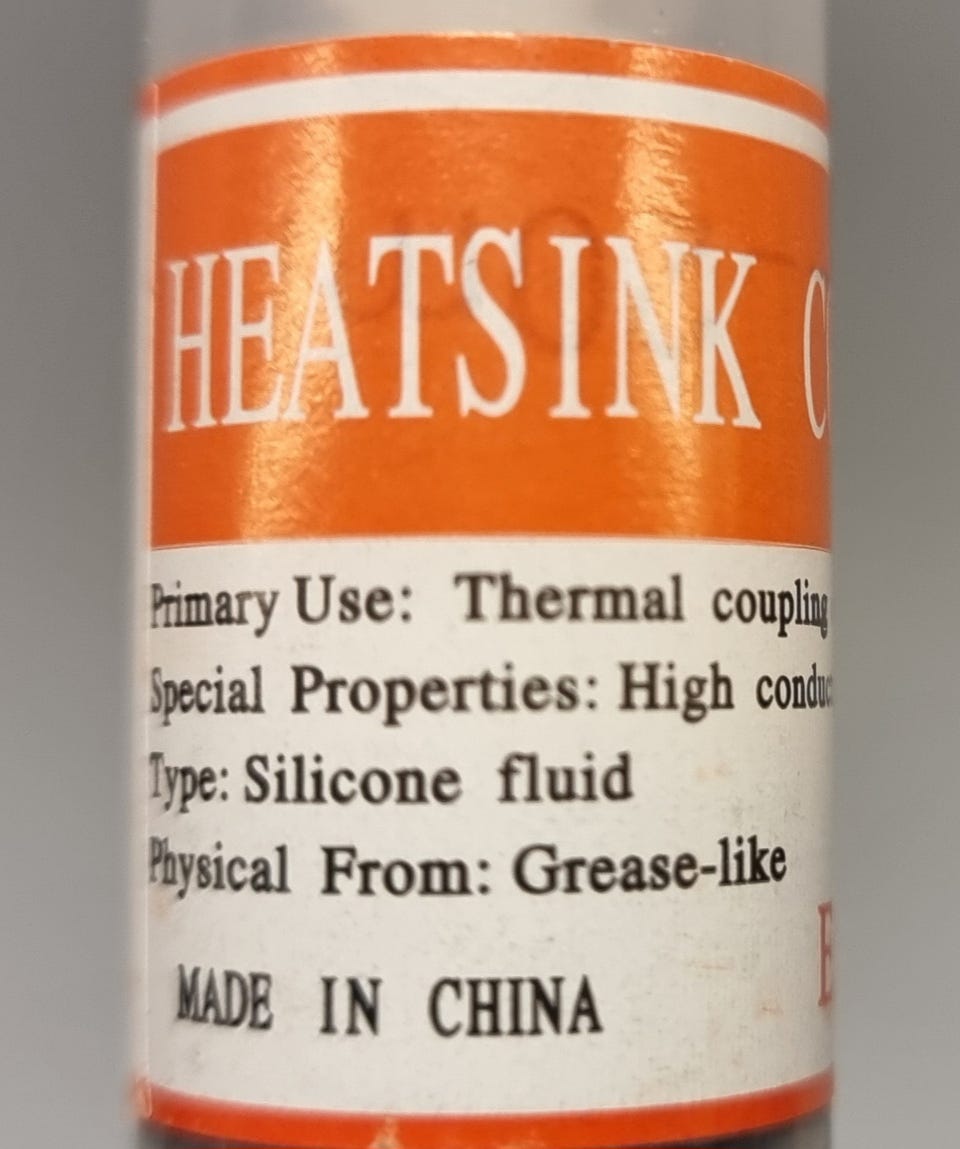 HEATSINK
Primary Use: Thermal coupling
Special Properties: High
Type: Silicone fluid
Physical From: Grease-like
MADE IN CHINA